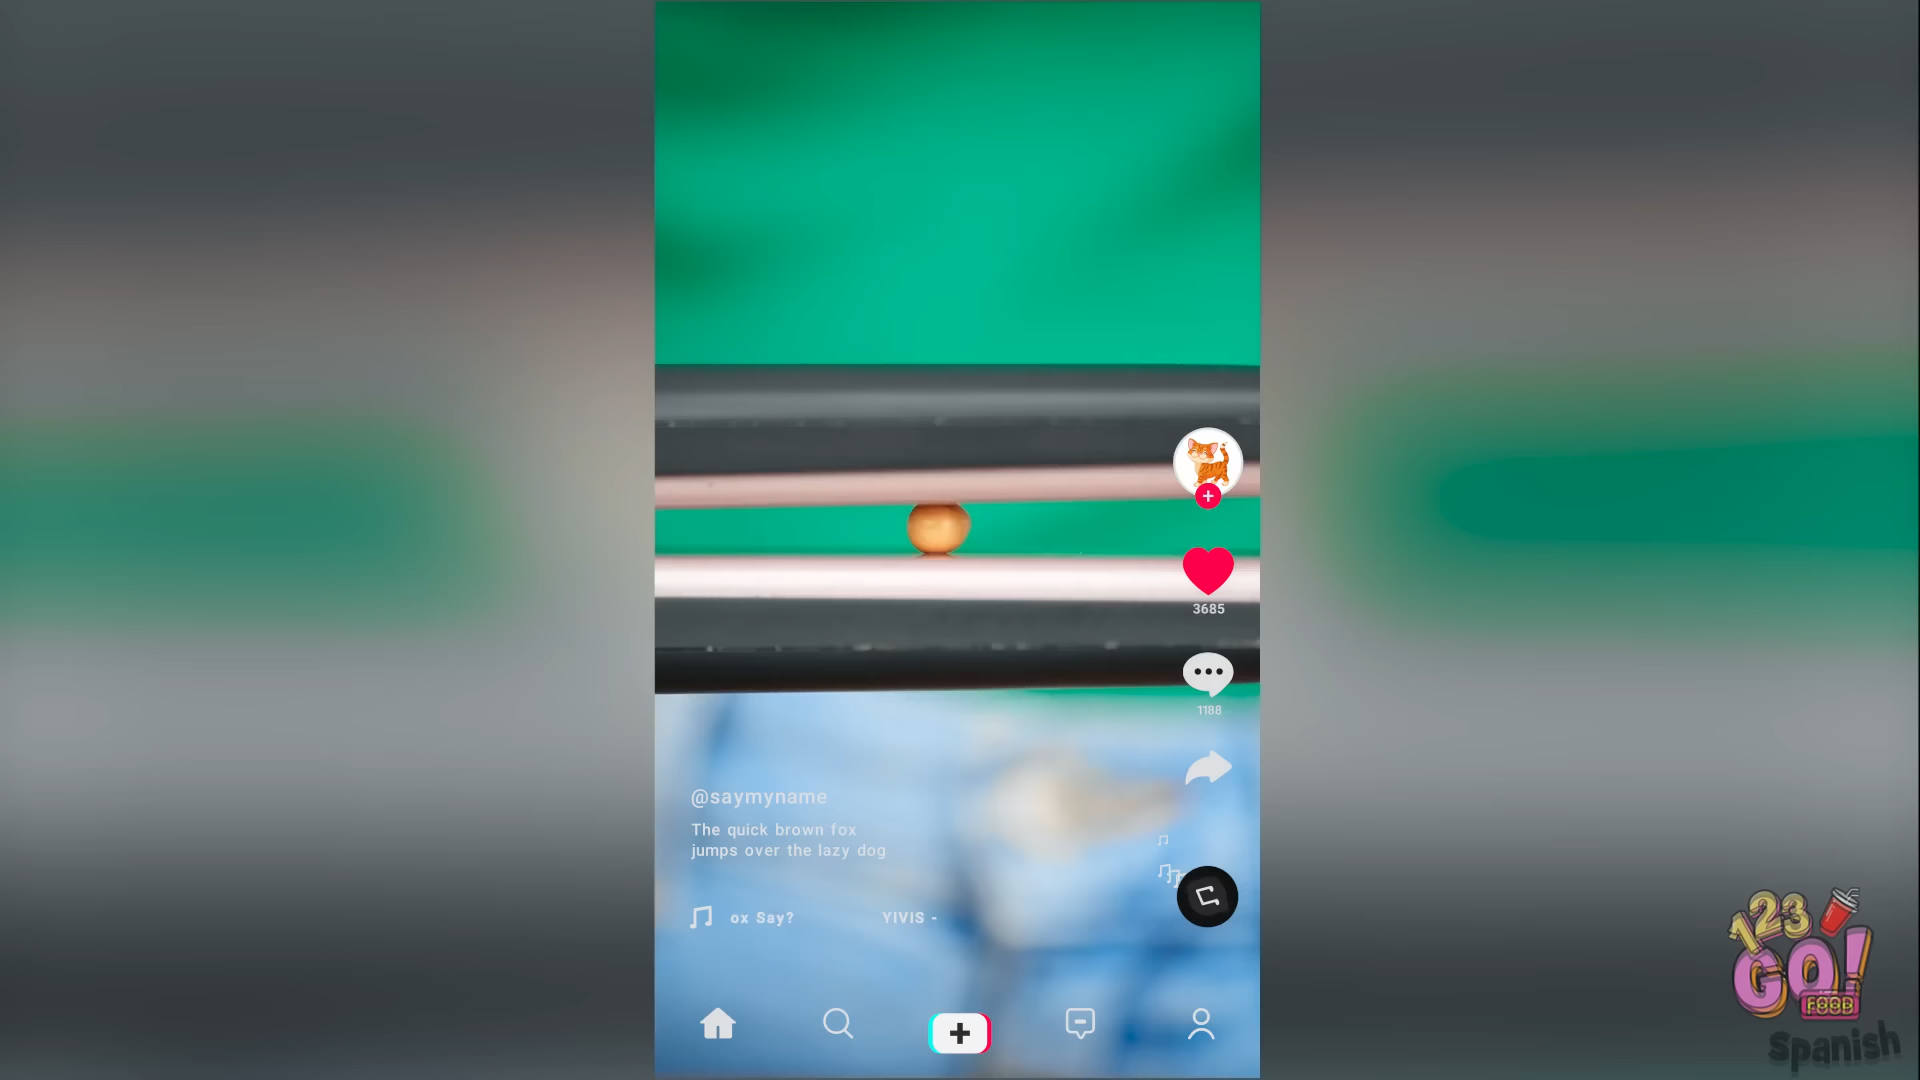 3685
1188
@saymyname
The quick brown fox
jumps over the lazy dog
ox Say?
YIVIS -
123
GO!
FOOD
Spanish